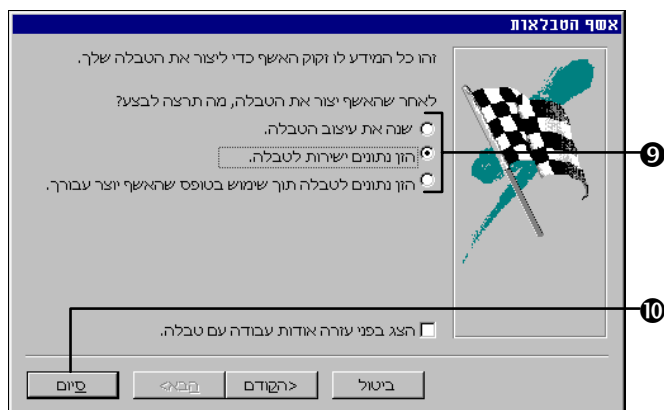 אשף הטבלאות
זהו כל המידע לו זקוק האשף כדי ליצור את הטבלה שלך.
לאחר שהאשף יצור את הטבלה, מה תרצה לבצע?
שנה את עיצוב הטבלה.
הזן נתונים ישירות לטבלה.
הזן נתונים לטבלה תוך שימוש בטופס שהאשף יוצר עבורך.
❾
❿
הצג בפני עזרה אודות עבודה עם טבלה.
ביטול <הקודם הבא> סיום